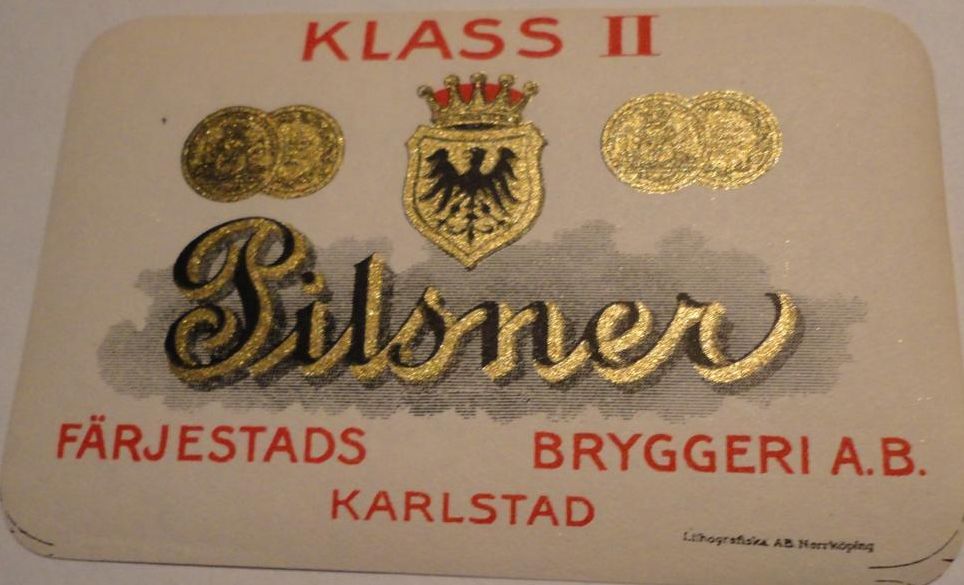 KLASS II
Pilsner
FÄRJESTADS BRYGGERI A.B.
KARLSTAD
Lithografiska AB. Norrköping